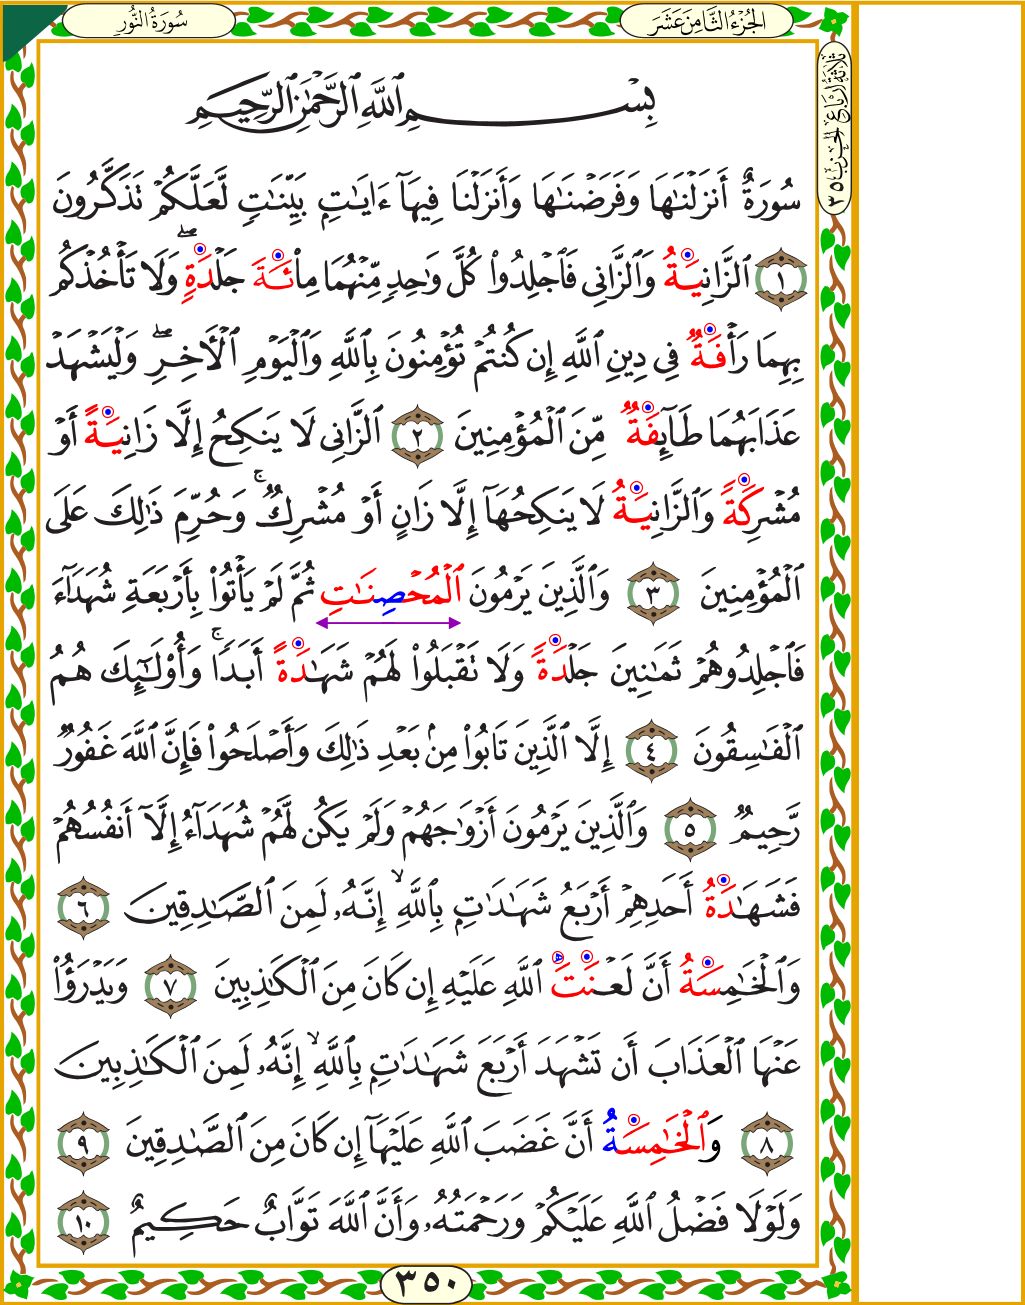 سُورَةُ النُّورِ
الجُزْءُ الثَّامِنَ عَشَرَ
ثَلَاثَةُ أَرْبَاعِ الحِزْبِ ٣٥
بِسْمِ ٱللَّهِ ٱلرَّحْمَٰنِ ٱلرَّحِيمِ
سُورَةٌ أَنزَلْنَٰهَا وَفَرَضْنَٰهَا وَأَنزَلْنَا فِيهَآ ءَايَٰتٍۭ بَيِّنَٰتٍ لَّعَلَّكُمْ تَذَكَّرُونَ
١ ٱلزَّانِيَةُ وَٱلزَّانِى فَٱجْلِدُوا۟ كُلَّ وَٰحِدٍ مِّنْهُمَا مِا۟ئَةَ جَلْدَةٍ ۖ وَلَا تَأْخُذْكُم
بِهِمَا رَأْفَةٌ فِى دِينِ ٱللَّهِ إِن كُنتُمْ تُؤْمِنُونَ بِٱللَّهِ وَٱلْيَوْمِ ٱلْـَٔاخِرِ ۖ وَلْيَشْهَدْ
عَذَابَهُمَا طَآئِفَةٌ مِّنَ ٱلْمُؤْمِنِينَ ٢ ٱلزَّانِى لَا يَنكِحُ إِلَّا زَانِيَةً أَوْ
مُشْرِكَةً وَٱلزَّانِيَةُ لَا يَنكِحُهَآ إِلَّا زَانٍ أَوْ مُشْرِكٌ ۚ وَحُرِّمَ ذَٰلِكَ عَلَى
ٱلْمُؤْمِنِينَ ٣ وَٱلَّذِينَ يَرْمُونَ ٱلْمُحْصِنَٰتِ ثُمَّ لَمْ يَأْتُوا۟ بِأَرْبَعَةِ شُهَدَآءَ
فَٱجْلِدُوهُمْ ثَمَٰنِينَ جَلْدَةً وَلَا تَقْبَلُوا۟ لَهُمْ شَهَٰدَةً أَبَدًا ۚ وَأُو۟لَٰٓئِكَ هُمُ
ٱلْفَٰسِقُونَ ٤ إِلَّا ٱلَّذِينَ تَابُوا۟ مِنۢ بَعْدِ ذَٰلِكَ وَأَصْلَحُوا۟ فَإِنَّ ٱللَّهَ غَفُورٌ
رَّحِيمٌ ٥ وَٱلَّذِينَ يَرْمُونَ أَزْوَٰجَهُمْ وَلَمْ يَكُن لَّهُمْ شُهَدَآءُ إِلَّآ أَنفُسُهُمْ
فَشَهَٰدَةُ أَحَدِهِمْ أَرْبَعُ شَهَٰدَٰتٍۭ بِٱللَّهِ ۙ إِنَّهُۥ لَمِنَ ٱلصَّٰدِقِينَ ٦
وَٱلْخَٰمِسَةُ أَنَّ لَعْنَتَ ٱللَّهِ عَلَيْهِ إِن كَانَ مِنَ ٱلْكَٰذِبِينَ ٧ وَيَدْرَؤُا۟
عَنْهَا ٱلْعَذَابَ أَن تَشْهَدَ أَرْبَعَ شَهَٰدَٰتٍۭ بِٱللَّهِ ۙ إِنَّهُۥ لَمِنَ ٱلْكَٰذِبِينَ
٨ وَٱلْخَٰمِسَةُ أَنَّ غَضَبَ ٱللَّهِ عَلَيْهَآ إِن كَانَ مِنَ ٱلصَّٰدِقِينَ ٩
وَلَوْلَا فَضْلُ ٱللَّهِ عَلَيْكُمْ وَرَحْمَتُهُۥ وَأَنَّ ٱللَّهَ تَوَّابٌ حَكِيمٌ ١٠
٣٥٠